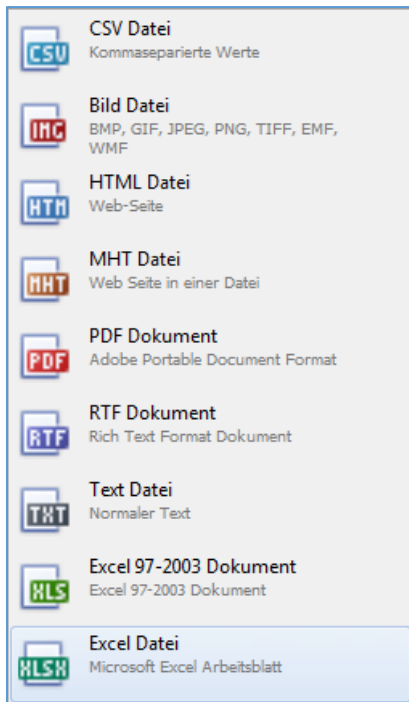 CSV Datei
CSV
Kommaseparierte Werte
Bild Datei
IMG
BMP, GIF, JPEG, PNG, TIFF, EMF,
WMF
HTML Datei
HTM
Web-Seite
MHT Datei
MHT
Web Seite in einer Datei
PDF Dokument
PDF
Adobe Portable Document Format
RTF Dokument
RTF
Rich Text Format Dokument
Text Datei
TXT
Normaler Text
Excel 97-2003 Dokument
XLS
Excel 97-2003 Dokument
Excel Datei
XLSX
Microsoft Excel Arbeitsblatt